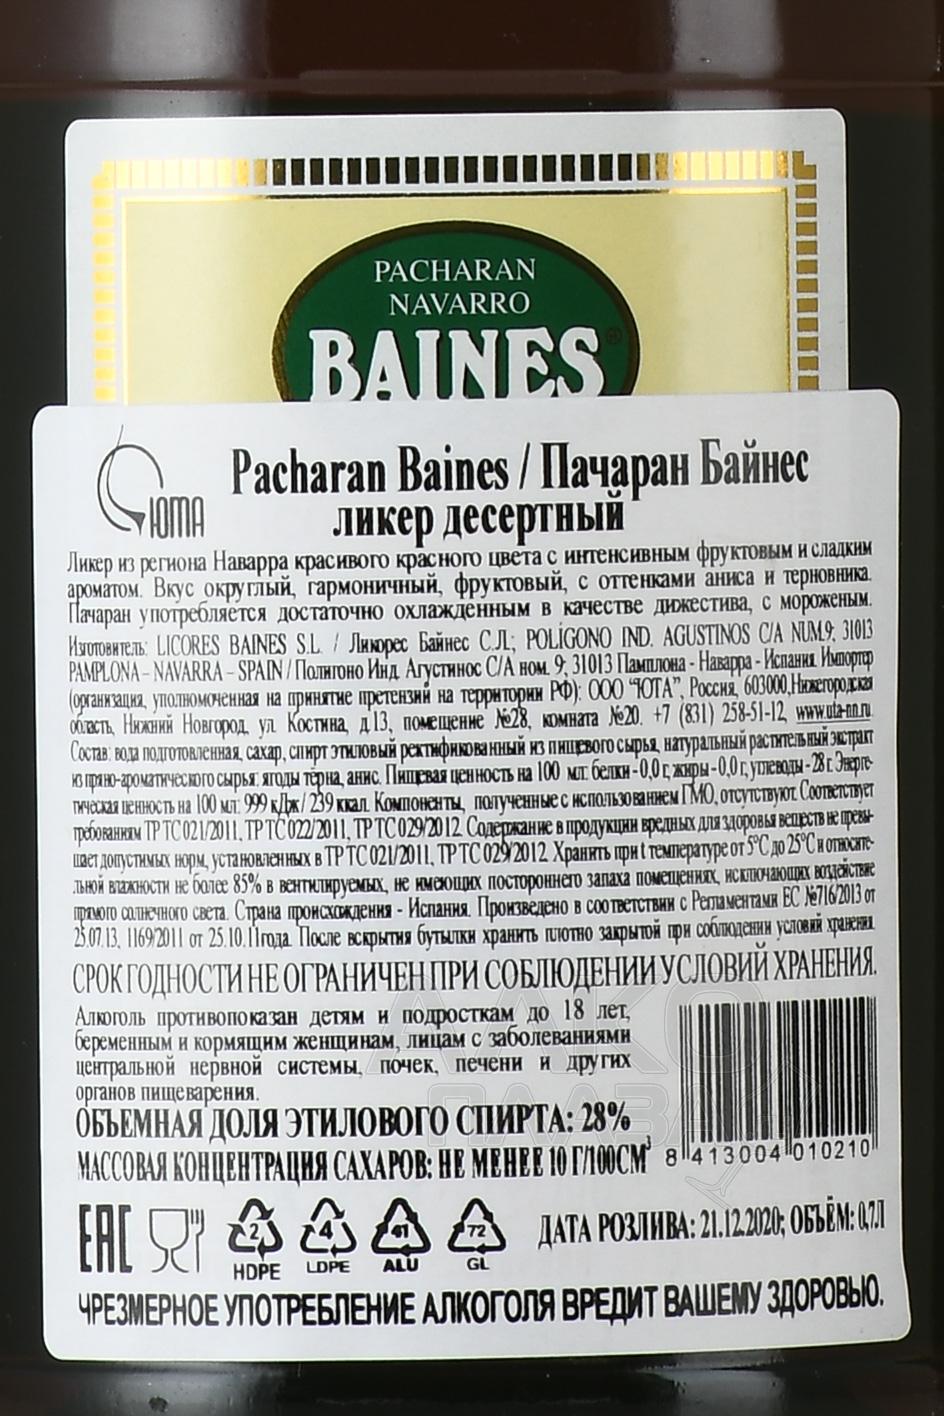 PACHARAN
NAVARRO
BAINES®
ЮТА
Pacharan Baines / Пачаран Байнес
ликер десертный
Ликер из региона Наварра красивого красного цвета с интенсивным фруктовым и сладким
ароматом. Вкус округлый, гармоничный, фруктовый, с оттенками аниса и терновника.
Пачаран употребляется достаточно охлажденным в качестве дижестива, с мороженым.
Изготовитель: LICORES BAINES S.L. / Ликорес Байнес С.Л.; POLÍGONO IND. AGUSTINOS C/A NUM.9; 31013
PAMPLONA – NAVARRA – SPAIN / Полигоно Инд. Агустинос С/А ном. 9; 31013 Памплона - Наварра - Испания. Импортер
(организация, уполномоченная на принятие претензий на территории РФ): ООО "ЮТА", Россия, 603000, Нижегородская
область, Нижний Новгород, ул. Костина, д.13, помещение №28, комната №20. +7 (831) 258-51-12, www.uta-nn.ru.
Состав: вода подготовленная, сахар, спирт этиловый ректификованный из пищевого сырья, натуральный растительный экстракт
из пряно-ароматического сырья: ягоды тёрна, анис. Пищевая ценность на 100 мл: белки - 0,0 г, жиры - 0,0 г, углеводы - 28 г. Энерге-
тическая ценность на 100 мл: 999 кДж / 239 ккал. Компоненты, полученные с использованием ГМО, отсутствуют. Соответствует
требованиям ТР ТС 021/2011, ТР ТС 022/2011, ТР ТС 029/2012. Содержание в продукции вредных для здоровья веществ не превы-
шает допустимых норм, установленных в ТР ТС 021/2011, ТР ТС 029/2012. Хранить при t температуре от 5°С до 25°С и относите-
льной влажности не более 85% в вентилируемых, не имеющих постороннего запаха помещениях, исключающих воздействие
прямого солнечного света. Страна происхождения - Испания. Произведено в соответствии с Регламентами ЕС №716/2013 от
25.07.13, 1169/2011 от 25.10.11года. После вскрытия бутылки хранить плотно закрытой при соблюдении условий хранения.
СРОК ГОДНОСТИ НЕ ОГРАНИЧЕН ПРИ СОБЛЮДЕНИИ УСЛОВИЙ ХРАНЕНИЯ.
Алкоголь противопоказан детям и подросткам до 18 лет,
беременным и кормящим женщинам, лицам с заболеваниями
центральной нервной системы, почек, печени и других
органов пищеварения.
ОБЪЕМНАЯ ДОЛЯ ЭТИЛОВОГО СПИРТА: 28%
МАССОВАЯ КОНЦЕНТРАЦИЯ САХАРОВ: НЕ МЕНЕЕ 10 Г/100СМ³
8 413004 010210
EAC 2 4 41 72
HDPE LDPE ALU GL
ДАТА РОЗЛИВА: 21.12.2020; ОБЪЁМ: 0,7Л
ЧРЕЗМЕРНОЕ УПОТРЕБЛЕНИЕ АЛКОГОЛЯ ВРЕДИТ ВАШЕМУ ЗДОРОВЬЮ.
АЛКО
ПЛАЗА